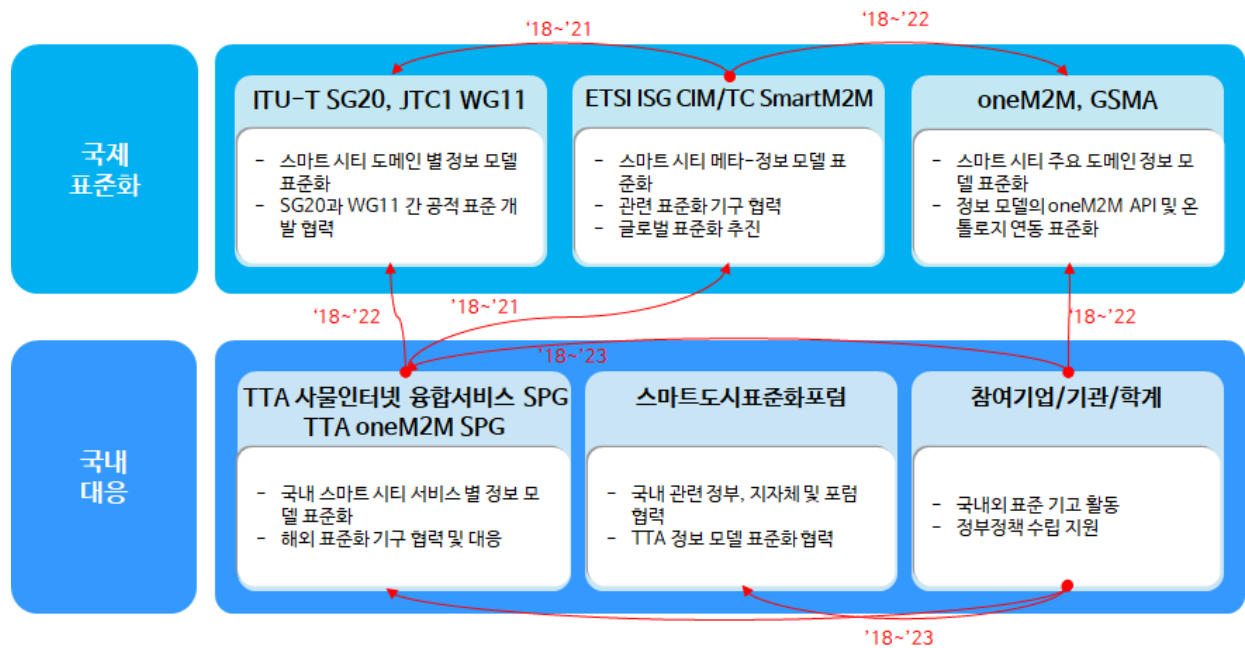 ‘18~’21
‘18~’22
국제
표준화
ITU-T SG20, JTC1 WG11
- 스마트 시티 도메인 별 정보 모델
표준화
- SG20과 WG11 간 공적 표준 개
발 협력
ETSI ISG CIM/TC SmartM2M
- 스마트 시티 메타-정보 모델 표
준화
- 관련 표준화 기구 협력
- 글로벌 표준화 추진
oneM2M, GSMA
- 스마트 시티 주요 도메인 정보 모
델 표준화
- 정보 모델의 oneM2M API 및 온
톨로지 연동 표준화
‘18~’22
’18~’21
’18~’22
’18~’23
국내
대응
TTA 사물인터넷 융합서비스 SPG
TTA oneM2M SPG
- 국내 스마트 시티 서비스 별 정보 모
델 표준화
- 해외 표준화 기구 협력 및 대응
스마트도시표준화포럼
- 국내 관련 정부, 지자체 및 포럼
협력
- TTA 정보 모델 표준화 협력
참여기업/기관/학계
- 국내외 표준 기고 활동
- 정부정책 수립 지원
’18~’23